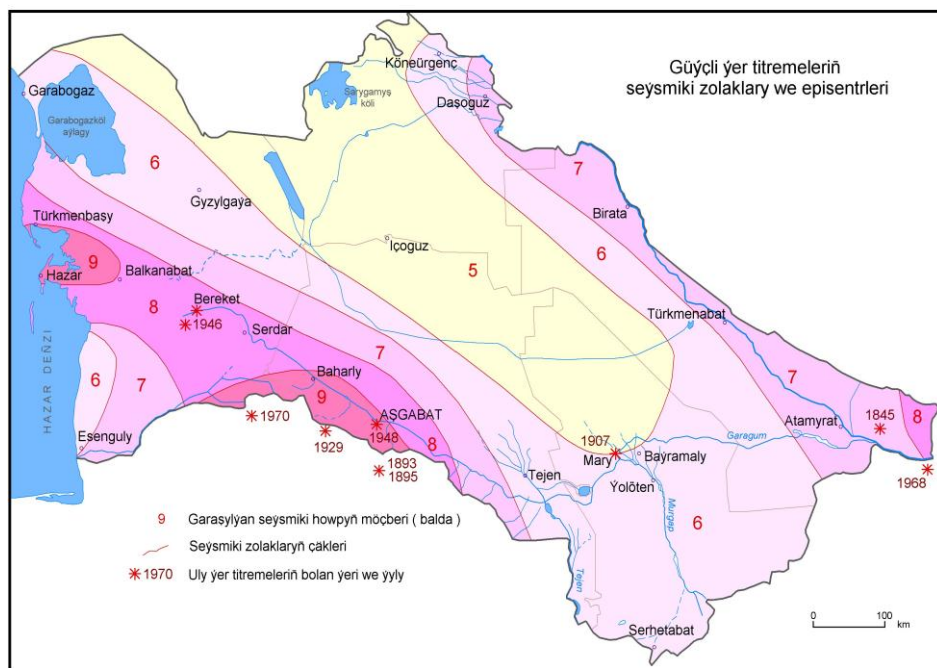 Güýçli ýer titremeleriň
seýsmiki zolaklary we episentrleri
Köneürgenç
Garabogaz
Sarygamyş
köli
Daşoguz
Garabogazköl
aýlagy
6
7
Gyzylgaýa
Birata
Türkmenbaşy
Içoguz
6
9
5
Hazar
Balkanabat
8
Bereket
1946
Türkmenabat
Serdar
HAZAR DEŇZI
7
6
7
Baharly
7
9
1970
AŞGABAT
1845
8
1929
1948
8
Atamyrat
1907
Garagum
Esenguly
1893
1895
Mary
Baýramaly
Tejen
1968
Ýolöten
Murgap
6
9 Garaşylýan seýsmiki howpyň möçberi ( balda )
Seýsmiki zolaklaryň çäkleri
1970 Uly ýer titremeleriň bolan ýeri we ýyly
Tejen
Serhetabat
0 100
km